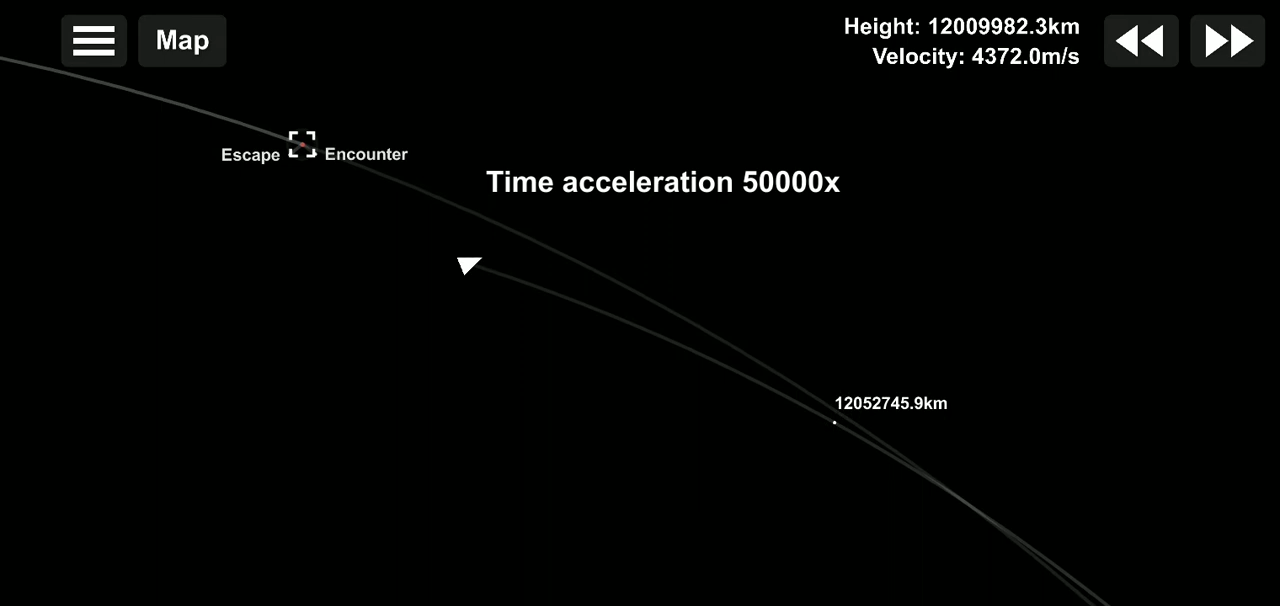 Map
Height: 12009982.3km
Velocity: 4372.0m/s
Escape
Encounter
Time acceleration 50000x
12052745.9km